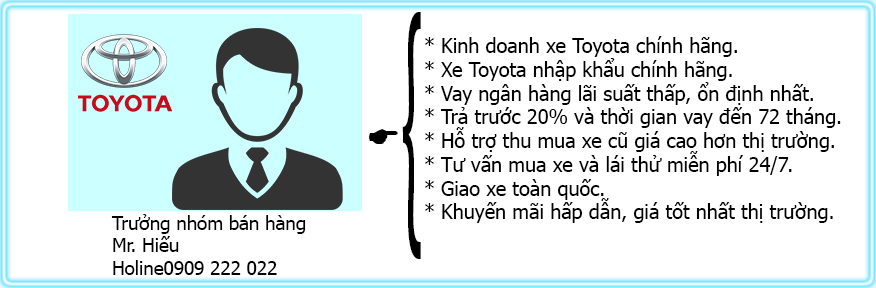 TOYOTA
Trưởng nhóm bán hàng
Mr. Hiếu
Holine0909 222 022
* Kinh doanh xe Toyota chính hãng.
* Xe Toyota nhập khẩu chính hãng.
* Vay ngân hàng lãi suất thấp, ổn định nhất.
* Trả trước 20% và thời gian vay đến 72 tháng.
* Hỗ trợ thu mua xe cũ giá cao hơn thị trường.
* Tư vấn mua xe và lái thử miễn phí 24/7.
* Giao xe toàn quốc.
* Khuyến mãi hấp dẫn, giá tốt nhất thị trường.